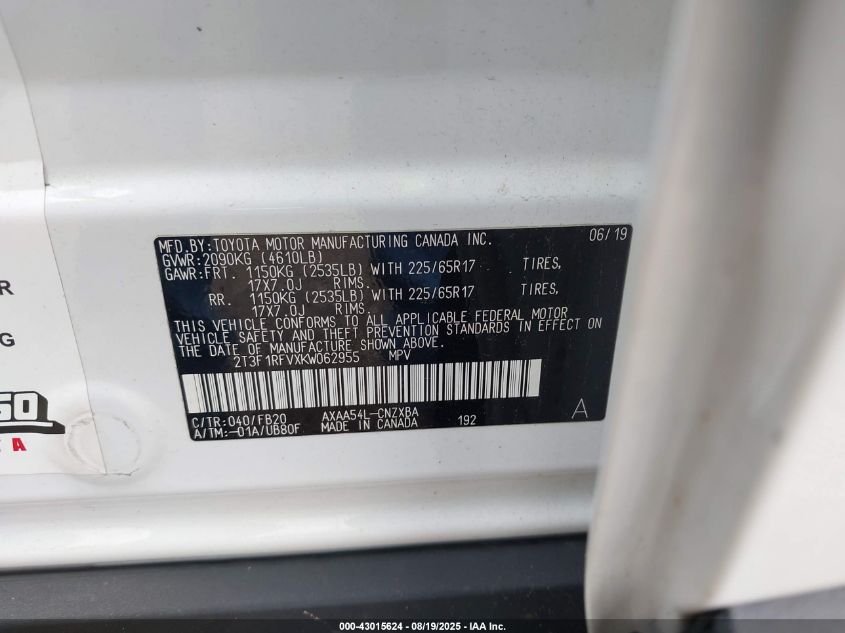 MFD.BY:TOYOTA MOTOR MANUFACTURING CANADA INC. 06/19
GVWR:2090KG (4610LB)
GAWR:FRT. 1150KG (2535LB) WITH 225/65R17 TIRES,
17X7.0J RIMS.
RR. 1150KG (2535LB) WITH 225/65R17 TIRES,
17X7.0J RIMS.
THIS VEHICLE CONFORMS TO ALL APPLICABLE FEDERAL MOTOR
VEHICLE SAFETY AND THEFT PREVENTION STANDARDS IN EFFECT ON
THE DATE OF MANUFACTURE SHOWN ABOVE.
2T3F1RFVXKW062955 MPV
C/TR:040/FB20 AXAA54L-CNZXBA 192 A
A/TM:-01A/UB80F MADE IN CANADA
R
G
60
A
000-43015624 - 08/19/2025 - IAA Inc.